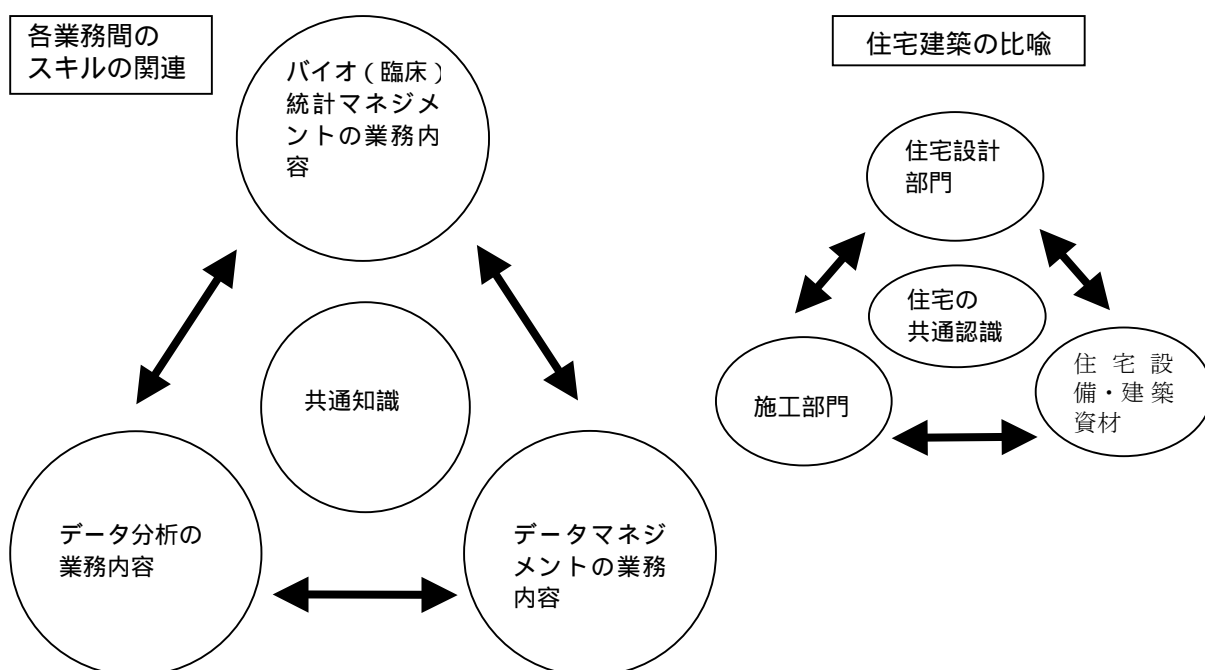 各業務間の
スキルの関連
バイオ(臨床)
統計マネジメ
ントの業務内
容
共通知識
データ分析の
業務内容
データマネジ
メントの業務
内容
住宅建築の比喩
住宅設計
部門
住宅の
共通認識
施工部門
住宅設
備・建築
資材